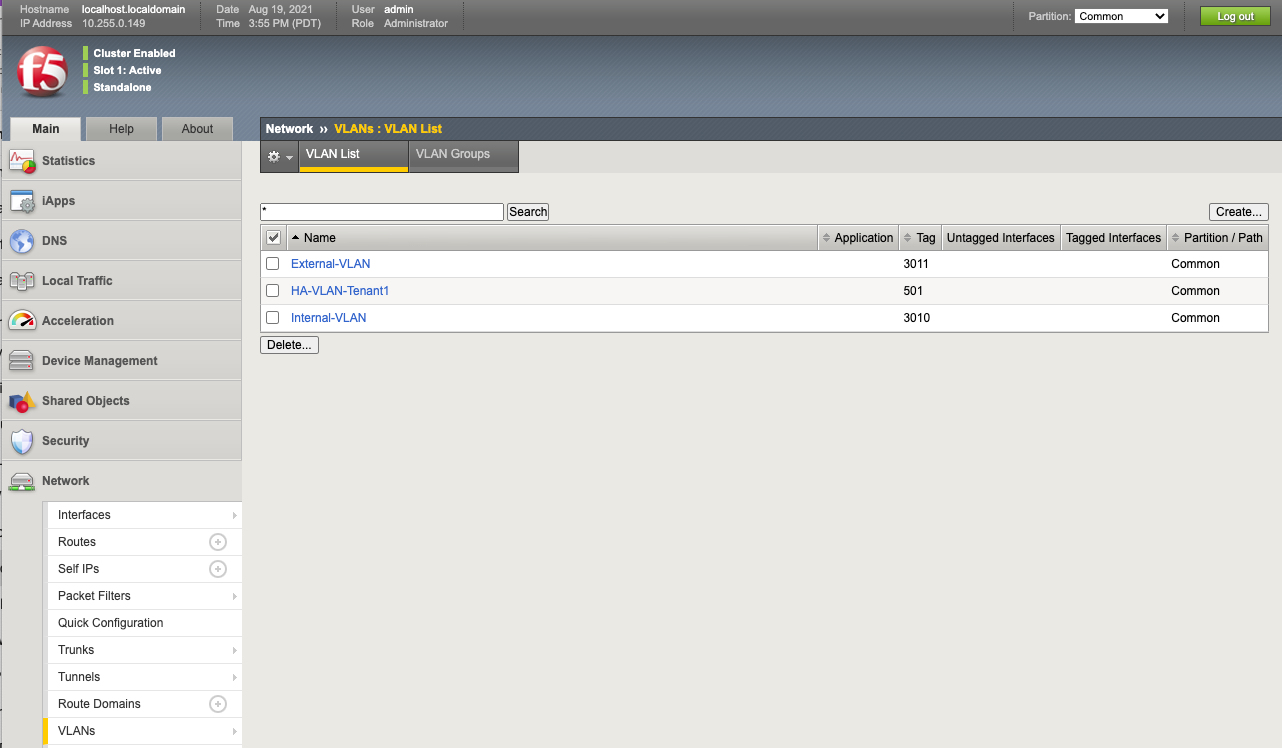 Hostname localhost.localdomain Date Aug 19, 2021 User admin
IP Address 10.255.0.149 Time 3:55 PM (PDT) Role Administrator
Partition: Common Log out
f5
Cluster Enabled
Slot 1: Active
Standalone
Main Help About
Network ›› VLANs : VLAN List
VLAN List VLAN Groups
Statistics
iApps
DNS
Local Traffic
Acceleration
Device Management
Shared Objects
Security
Network
Interfaces
Routes
Self IPs
Packet Filters
Quick Configuration
Trunks
Tunnels
Route Domains
VLANs
* Search Create...
Name Application Tag Untagged Interfaces Tagged Interfaces Partition / Path
External-VLAN 3011 Common
HA-VLAN-Tenant1 501 Common
Internal-VLAN 3010 Common
Delete...